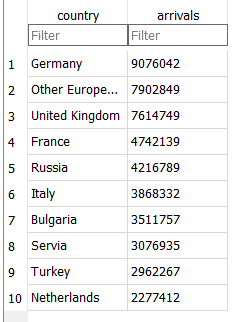 country arrivals
Filter Filter
1 Germany 9076042
2 Other Europe... 7902849
3 United Kingdom 7614749
4 France 4742139
5 Russia 4216789
6 Italy 3868332
7 Bulgaria 3511757
8 Servia 3076935
9 Turkey 2962267
10 Netherlands 2277412